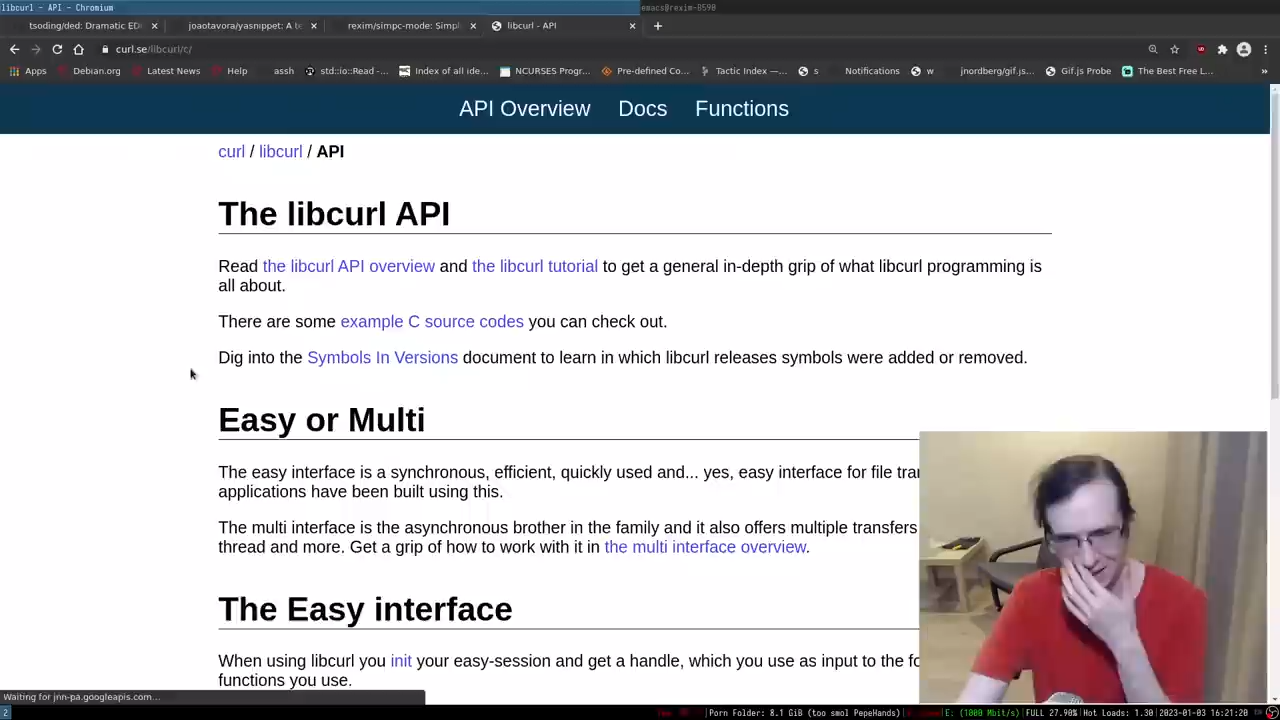 libcurl - API - Chromium
emacs@rexim-B590
tsoding/ded: Dramatic ED
joaotavora/yasnippet: A te
rexim/simpc-mode: Simpl
libcurl - API
curl.se/libcurl/c/
Apps
Debian.org
Latest News
Help
assh
std::io::Read -...
Index of all ide...
NCURSES Progr...
Pre-defined Co...
Tactic Index —...
s
Notifications
w
jnordberg/gif.js...
Gif.js Probe
The Best Free L...
API Overview Docs Functions
curl / libcurl / API
The libcurl API
Read the libcurl API overview and the libcurl tutorial to get a general in-depth grip of what libcurl programming is
all about.
There are some example C source codes you can check out.
Dig into the Symbols In Versions document to learn in which libcurl releases symbols were added or removed.
Easy or Multi
The easy interface is a synchronous, efficient, quickly used and... yes, easy interface for file tran
applications have been built using this.
The multi interface is the asynchronous brother in the family and it also offers multiple transfers
thread and more. Get a grip of how to work with it in the multi interface overview.
The Easy interface
When using libcurl you init your easy-session and get a handle, which you use as input to the fo
functions you use.
Waiting for jnn-pa.googleapis.com...
2
Porn Folder: 8.1 GiB (too smol PepeHands)
E: (1000 Mbit/s)
FULL 27.90%
Hot Loads: 1.30
2023-01-03 16:21:20